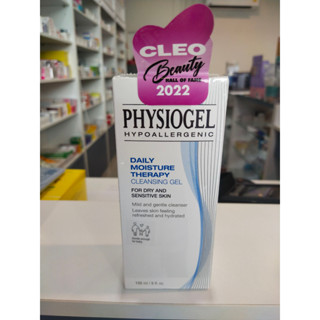 CLEO
Beauty
HALL OF FAME
2022
PHYSIOGEL
HYPOALLERGENIC
DAILY
MOISTURE
THERAPY
CLEANSING GEL
FOR DRY AND
SENSITIVE SKIN
Mild and gentle cleanser
Leaves skin feeling
refreshed and hydrated